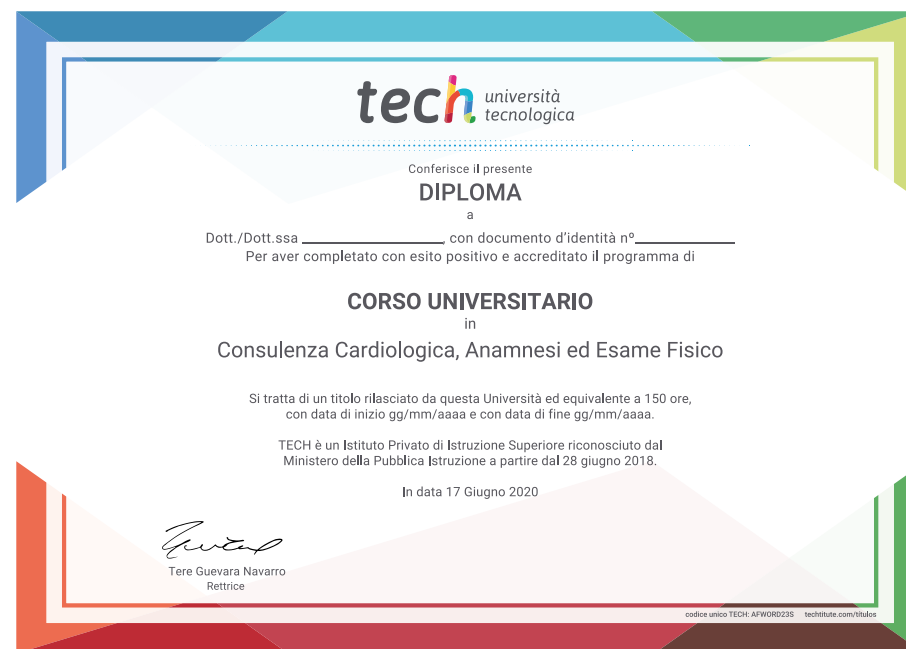 tech università
tecnologica
Conferisce il presente
DIPLOMA
a
Dott./Dott.ssa ________________, con documento d'identità nº____________
Per aver completato con esito positivo e accreditato il programma di
CORSO UNIVERSITARIO
in
Consulenza Cardiologica, Anamnesi ed Esame Fisico
Si tratta di un titolo rilasciato da questa Università ed equivalente a 150 ore,
con data di inizio gg/mm/aaaa e con data di fine gg/mm/aaaa.
TECH è un Istituto Privato di Istruzione Superiore riconosciuto dal
Ministero della Pubblica Istruzione a partire dal 28 giugno 2018.
In data 17 Giugno 2020
Tere Guevara Navarro
Rettrice
codice unico TECH: AFWORD23S techtitute.com/titulos